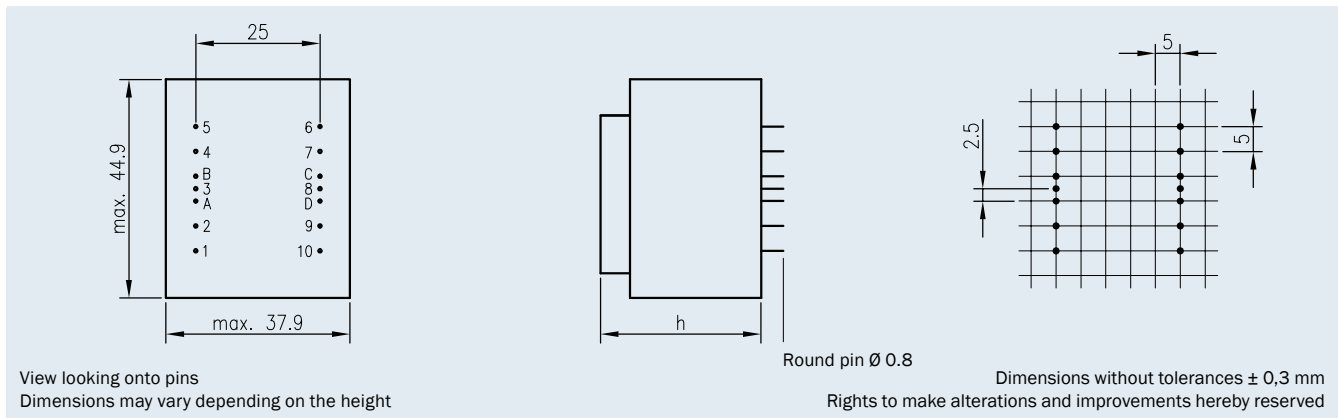 25
5 6
4 7
B C
3 8
A D
2 9
1 10
max. 44.9
max. 37.9
h
Round pin Ø 0.8
5
5
2.5
View looking onto pins
Dimensions may vary depending on the height
Dimensions without tolerances ± 0,3 mm
Rights to make alterations and improvements hereby reserved